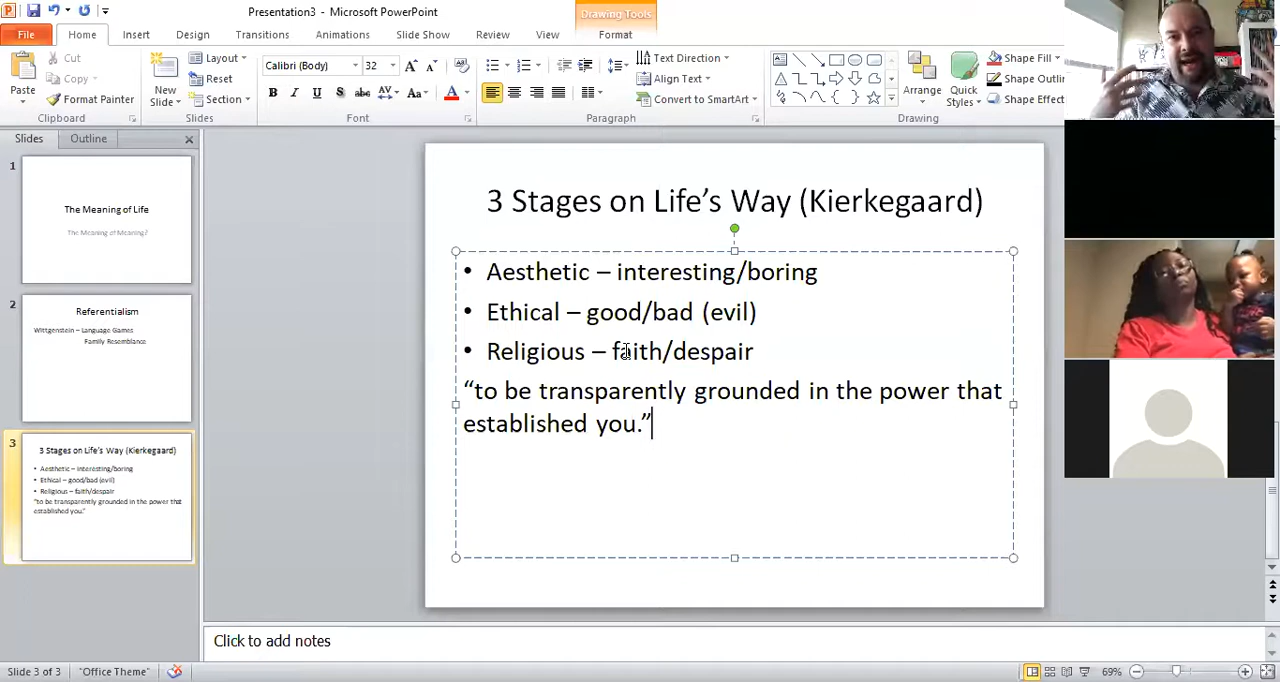 Presentation3 - Microsoft PowerPoint
Drawing Tools
File Home Insert Design Transitions Animations Slide Show Review View Format
Paste
Cut
Copy
Format Painter
Clipboard
New Slide
Layout
Reset
Section
Slides
Calibri (Body) 32
B I U S abc AV Aa A
Font
Text Direction
Align Text
Convert to SmartArt
Paragraph
Arrange
Quick Styles
Shape Fill
Shape Outlin
Shape Effect
Drawing
Slides Outline
1
The Meaning of Life
The Meaning of Meaning?
2
Referentialism
Wittgenstein – Language Games
Family Resemblance
3
3 Stages on Life's Way (Kierkegaard)
• Aesthetic – interesting/boring
• Ethical – good/bad (evil)
• Religious – faith/despair
“to be transparently grounded in the power that
established you.”
3 Stages on Life’s Way (Kierkegaard)
• Aesthetic – interesting/boring
• Ethical – good/bad (evil)
• Religious – faith/despair
“to be transparently grounded in the power that
established you.”
Click to add notes
Slide 3 of 3 "Office Theme" 69%